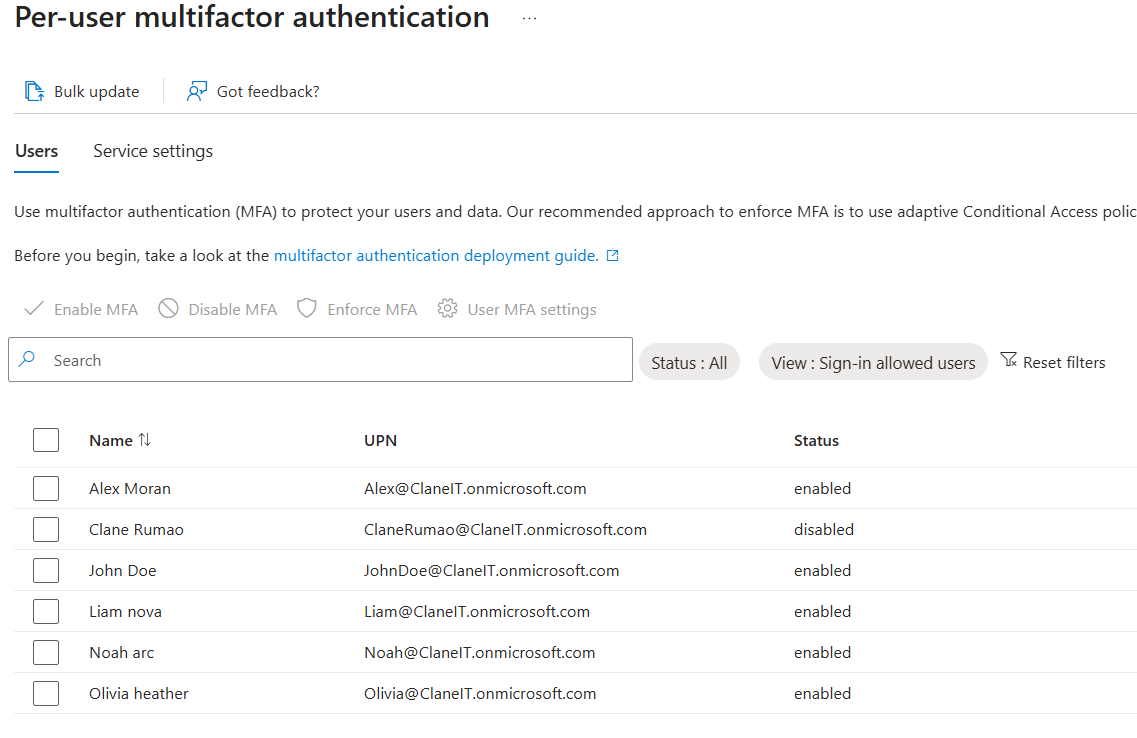 Per-user multifactor authentication ...
Bulk update Got feedback?
Users Service settings
Use multifactor authentication (MFA) to protect your users and data. Our recommended approach to enforce MFA is to use adaptive Conditional Access polic
Before you begin, take a look at the multifactor authentication deployment guide.
Enable MFA Disable MFA Enforce MFA User MFA settings
Search Status : All View : Sign-in allowed users Reset filters
Name UPN Status
Alex Moran Alex@ClaneIT.onmicrosoft.com enabled
Clane Rumao ClaneRumao@ClaneIT.onmicrosoft.com disabled
John Doe JohnDoe@ClaneIT.onmicrosoft.com enabled
Liam nova Liam@ClaneIT.onmicrosoft.com enabled
Noah arc Noah@ClaneIT.onmicrosoft.com enabled
Olivia heather Olivia@ClaneIT.onmicrosoft.com enabled